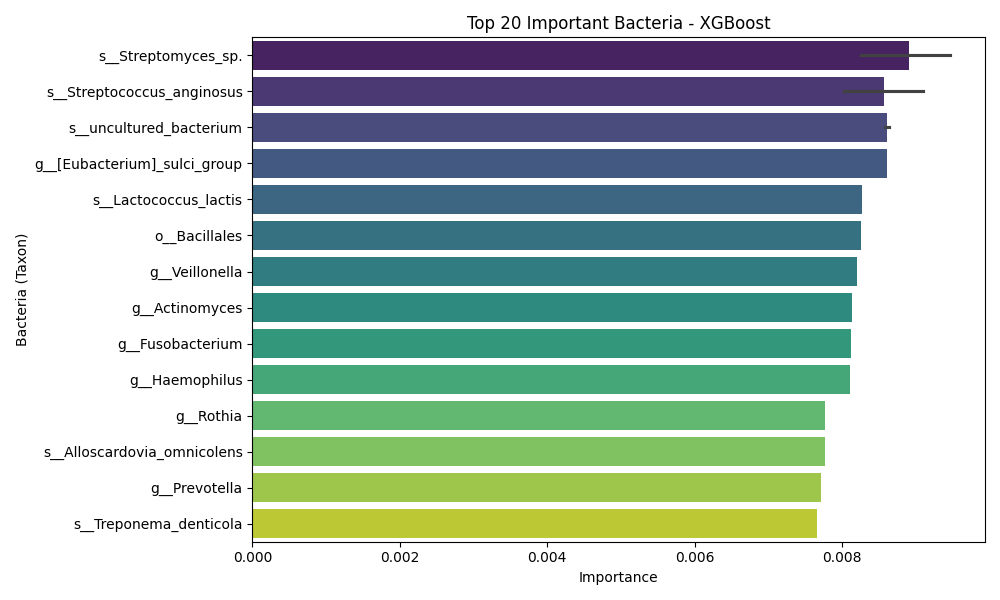 Top 20 Important Bacteria - XGBoost
s__Streptomyces_sp.
s__Streptococcus_anginosus
s__uncultured_bacterium
g__[Eubacterium]_sulci_group
s__Lactococcus_lactis
o__Bacillales
g__Veillonella
g__Actinomyces
g__Fusobacterium
g__Haemophilus
g__Rothia
s__Alloscardovia_omnicolens
g__Prevotella
s__Treponema_denticola
Bacteria (Taxon)
0.000 0.002 0.004 0.006 0.008
Importance